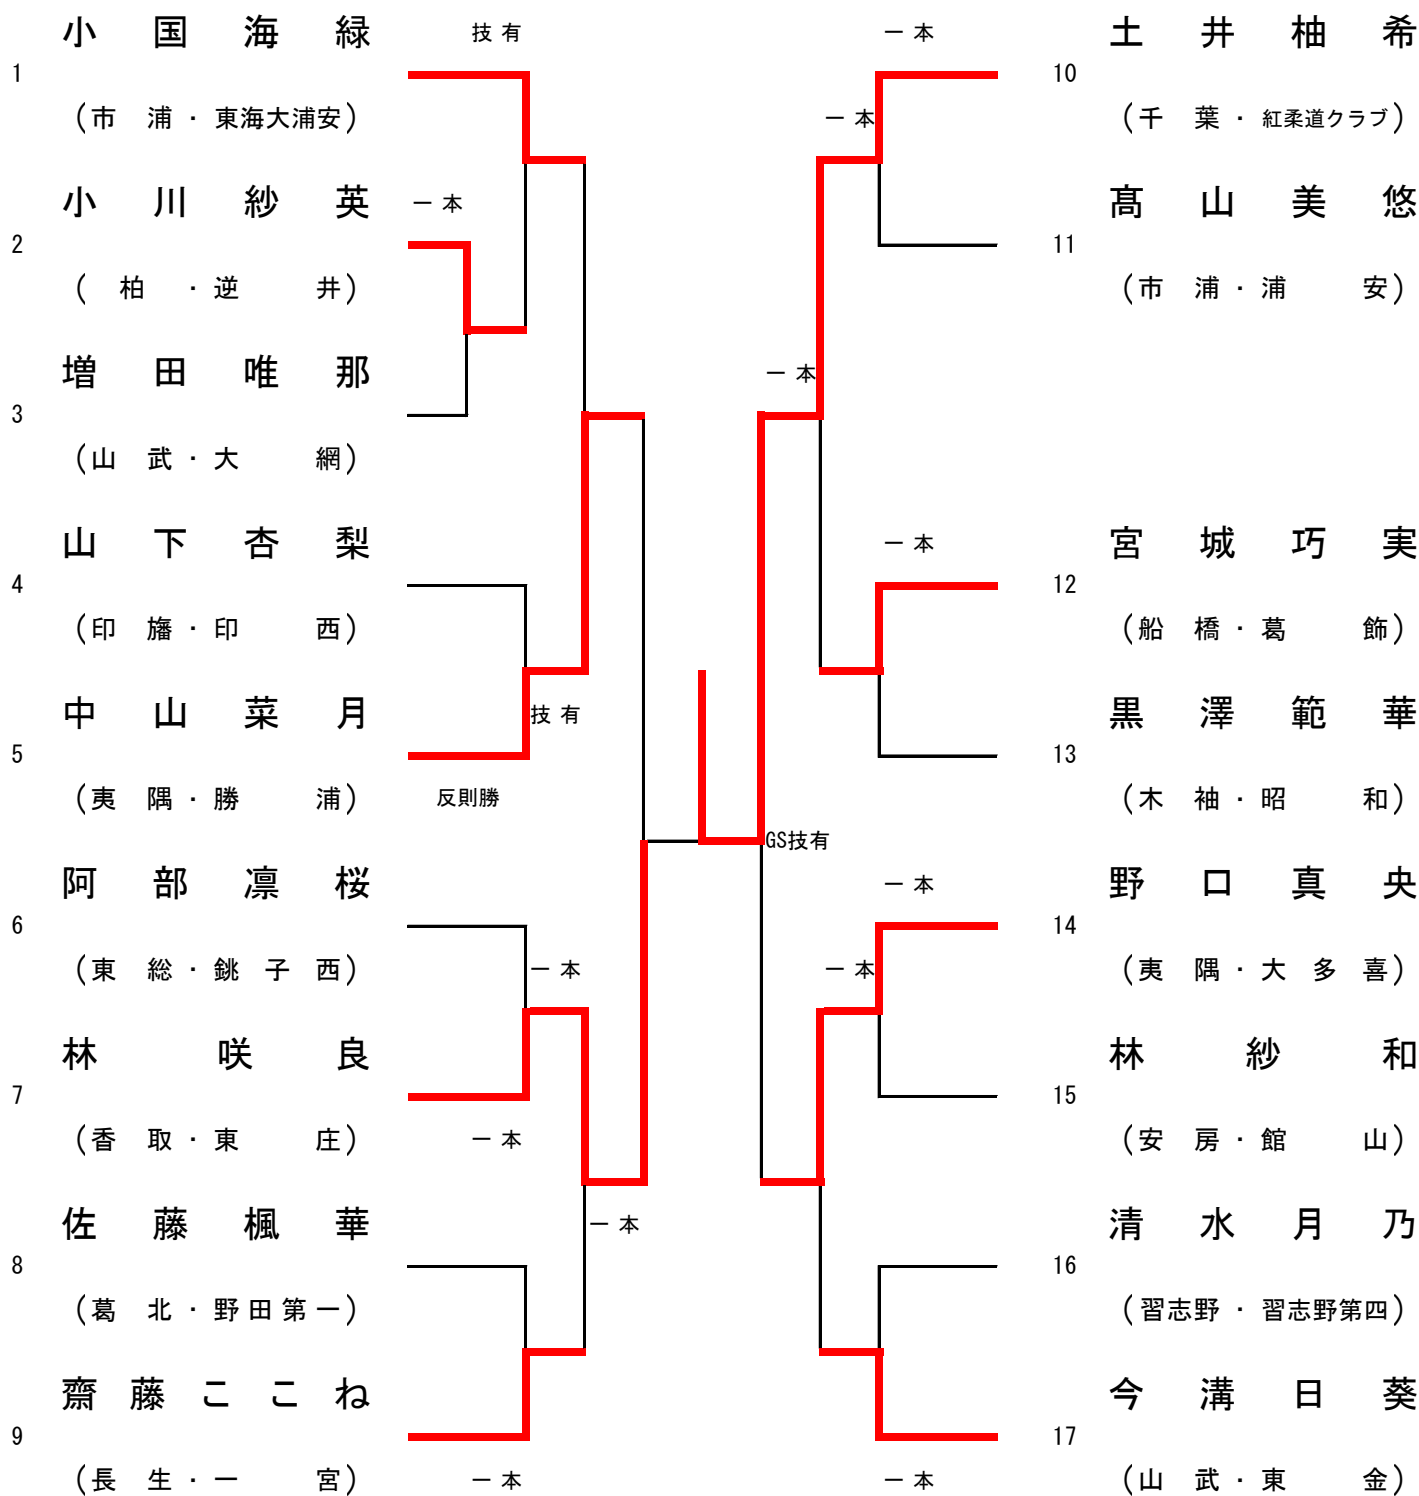 小国海緑
技有
1
(市浦・東海大浦安)
小川紗英
一本
2
(柏・逆井)
増田唯那
3
(山武・大網)
山下杏梨
4
(印旛・印西)
中山菜月
技有
5
(夷隅・勝浦)
反則勝
阿部凛桜
6
(東総・銚子西)
一本
林咲良
7
(香取・東庄)
一本
佐藤楓華
一本
8
(葛北・野田第一)
齋藤ここね
9
(長生・一宮)
一本
一本
土井柚希
10
一本
(千葉・紅柔道クラブ)
髙山美悠
11
(市浦・浦安)
一本
一本
宮城巧実
12
(船橋・葛飾)
黒澤範華
13
(木袖・昭和)
GS技有
一本
野口真央
14
一本
(夷隅・大多喜)
林紗和
15
(安房・館山)
清水月乃
16
(習志野・習志野第四)
今溝日葵
17
一本
(山武・東金)